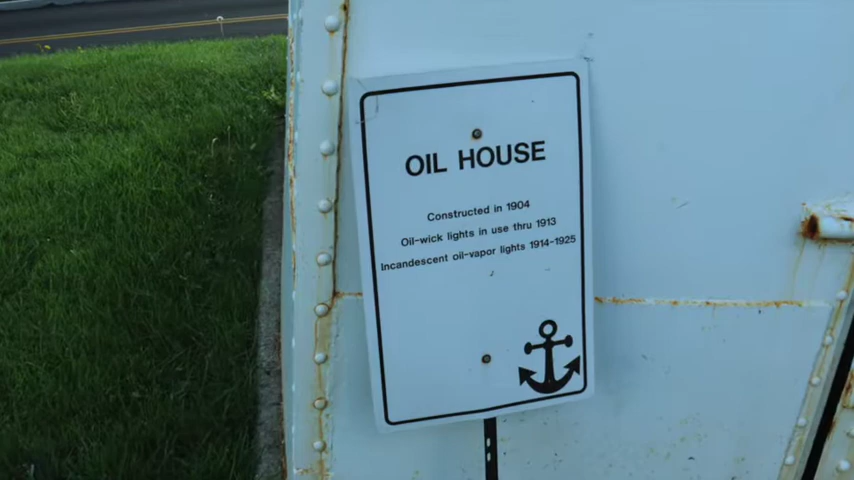 OIL HOUSE
Constructed in 1904
Oil-wick lights in use thru 1913
Incandescent oil-vapor lights 1914-1925